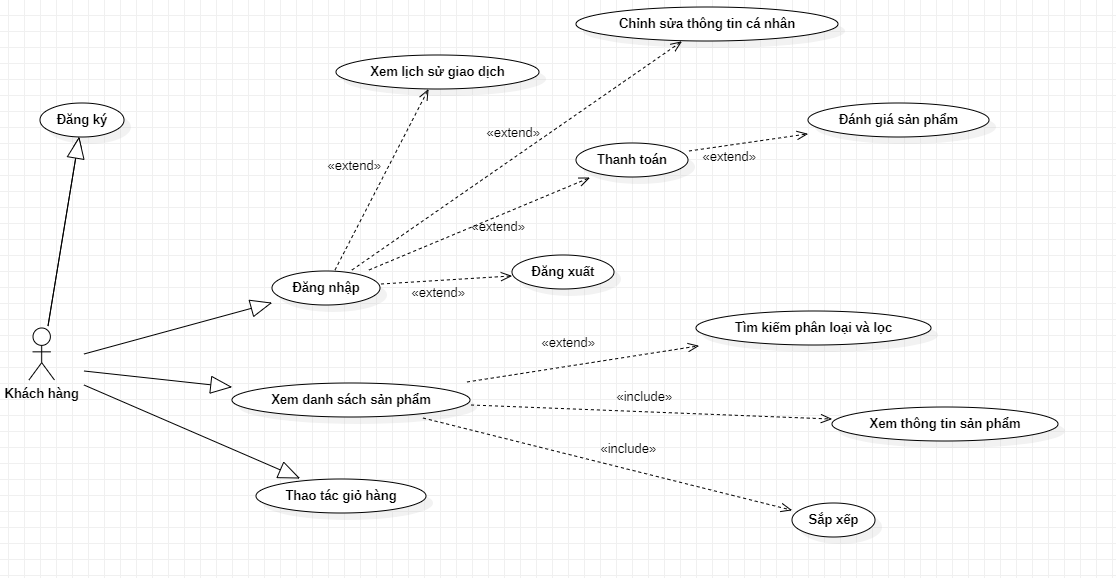 Chỉnh sửa thông tin cá nhân
Xem lịch sử giao dịch
Đăng ký
Đánh giá sản phẩm
«extend»
Thanh toán
«extend»
«extend»
«extend»
Đăng xuất
Đăng nhập
«extend»
Tìm kiếm phân loại và lọc
«extend»
Khách hàng
Xem danh sách sản phẩm
«include»
Xem thông tin sản phẩm
«include»
Thao tác giỏ hàng
Sắp xếp